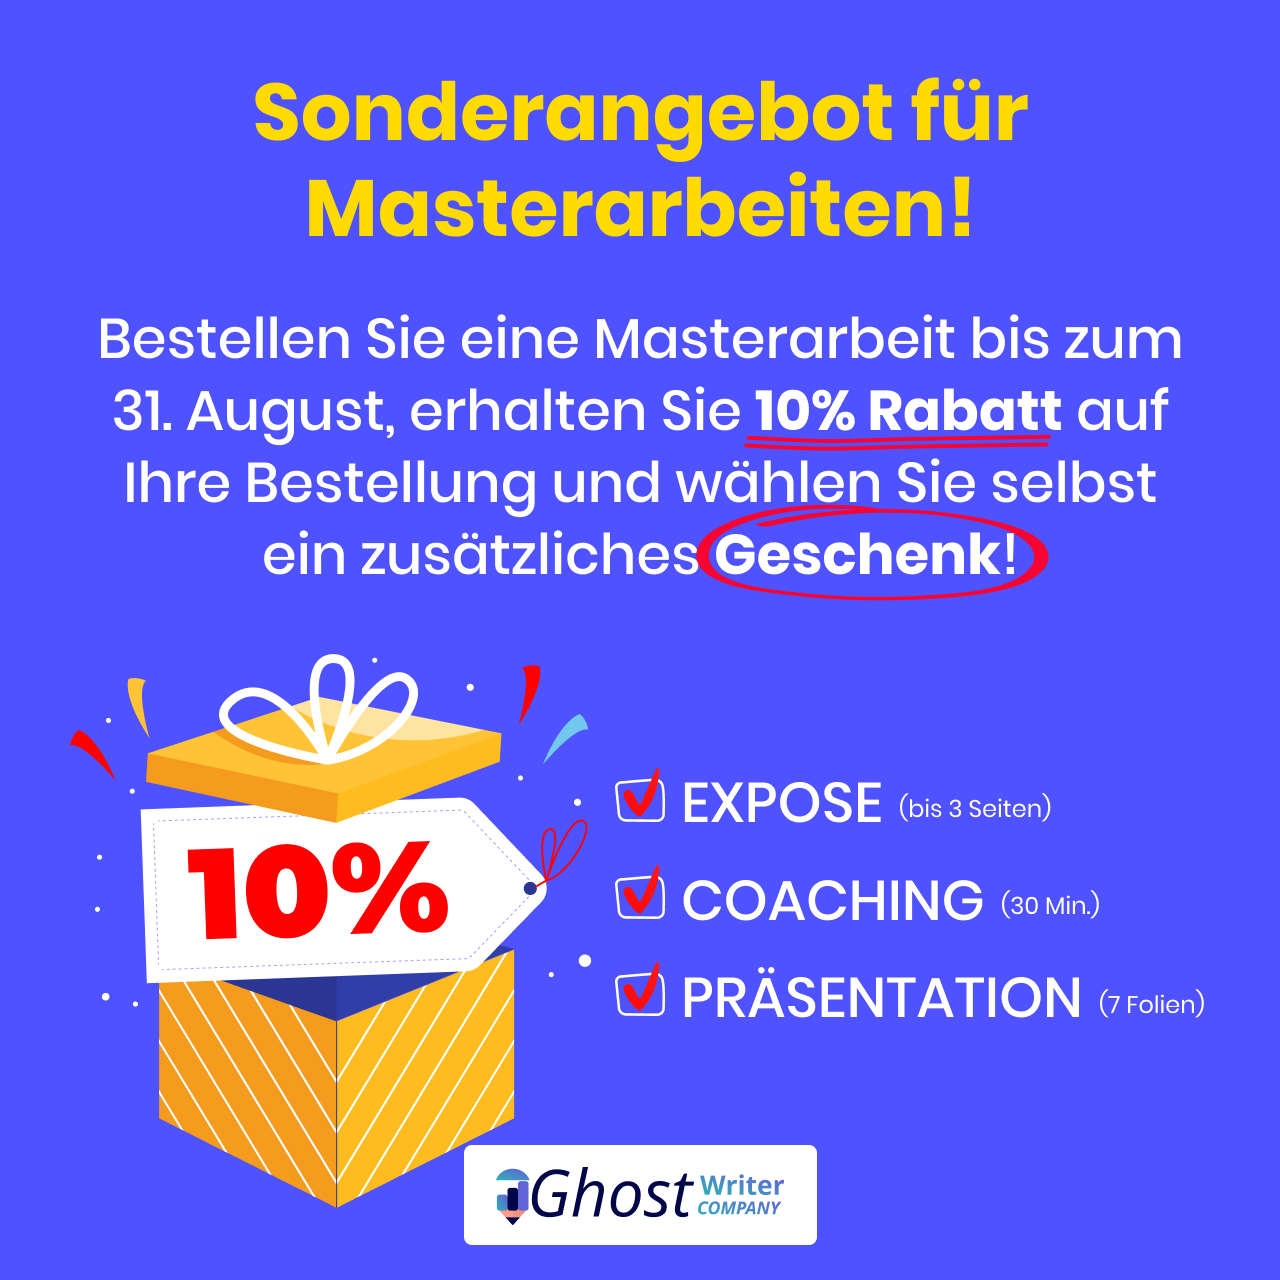 Sonderangebot für
Masterarbeiten!
Bestellen Sie eine Masterarbeit bis zum
31. August, erhalten Sie 10% Rabatt auf
Ihre Bestellung und wählen Sie selbst
ein zusätzliches Geschenk!
10%
EXPOSE (bis 3 Seiten)
COACHING (30 Min.)
PRÄSENTATION (7 Folien)
Ghost Writer
COMPANY